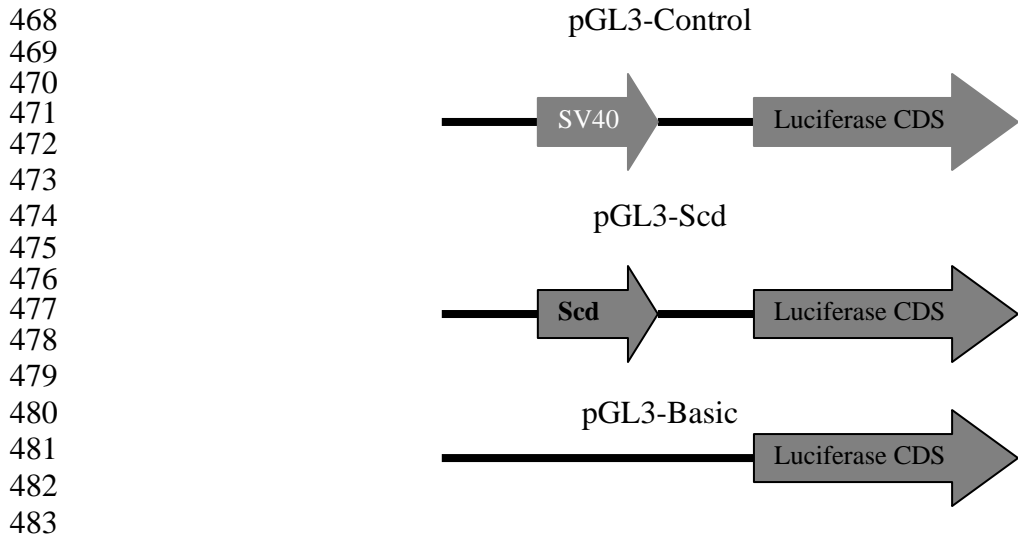 468 pGL3-Control
469
470
471 SV40 Luciferase CDS
472
473
474 pGL3-Scd
475
476
477 Scd Luciferase CDS
478
479
480 pGL3-Basic
481 Luciferase CDS
482
483